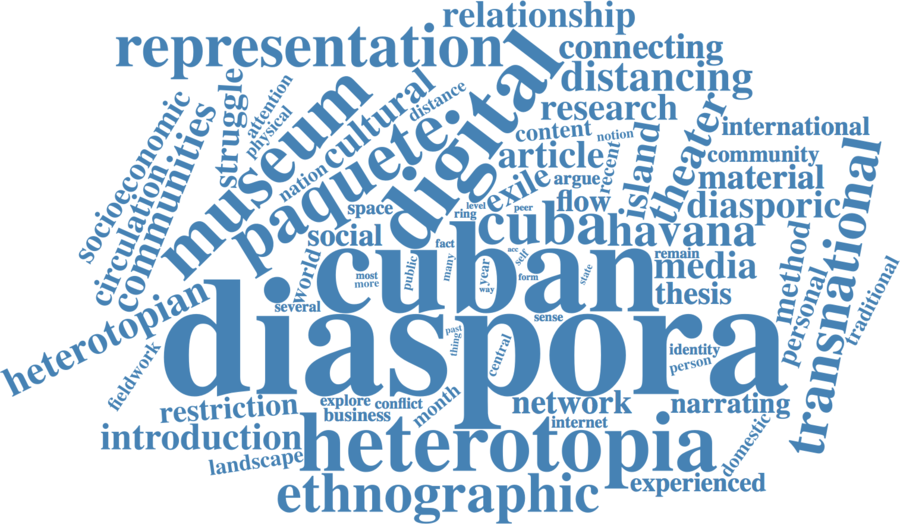 relationship
representation
connecting
distancing
digital
museum
cultural
distance
attention
physical
struggle
socioeconomic
circulation
communities
research
content
notion
article
recent
island
theater
international
community
material
diasporic
transnational
nation
paquete
exile
argue
flow
space
level
ring
peer
social
cuba
havana
fact
acc
self
remain
media
method
personal
traditional
world
most
more
public
many
year
way
form
state
cuban
thesis
several
heterotopian
diaspora
sense
past
thing
central
identity
person
fieldwork
restriction
explore
conflict
business
month
network
internet
narrating
domestic
introduction
landscape
heterotopia
experienced
ethnographic